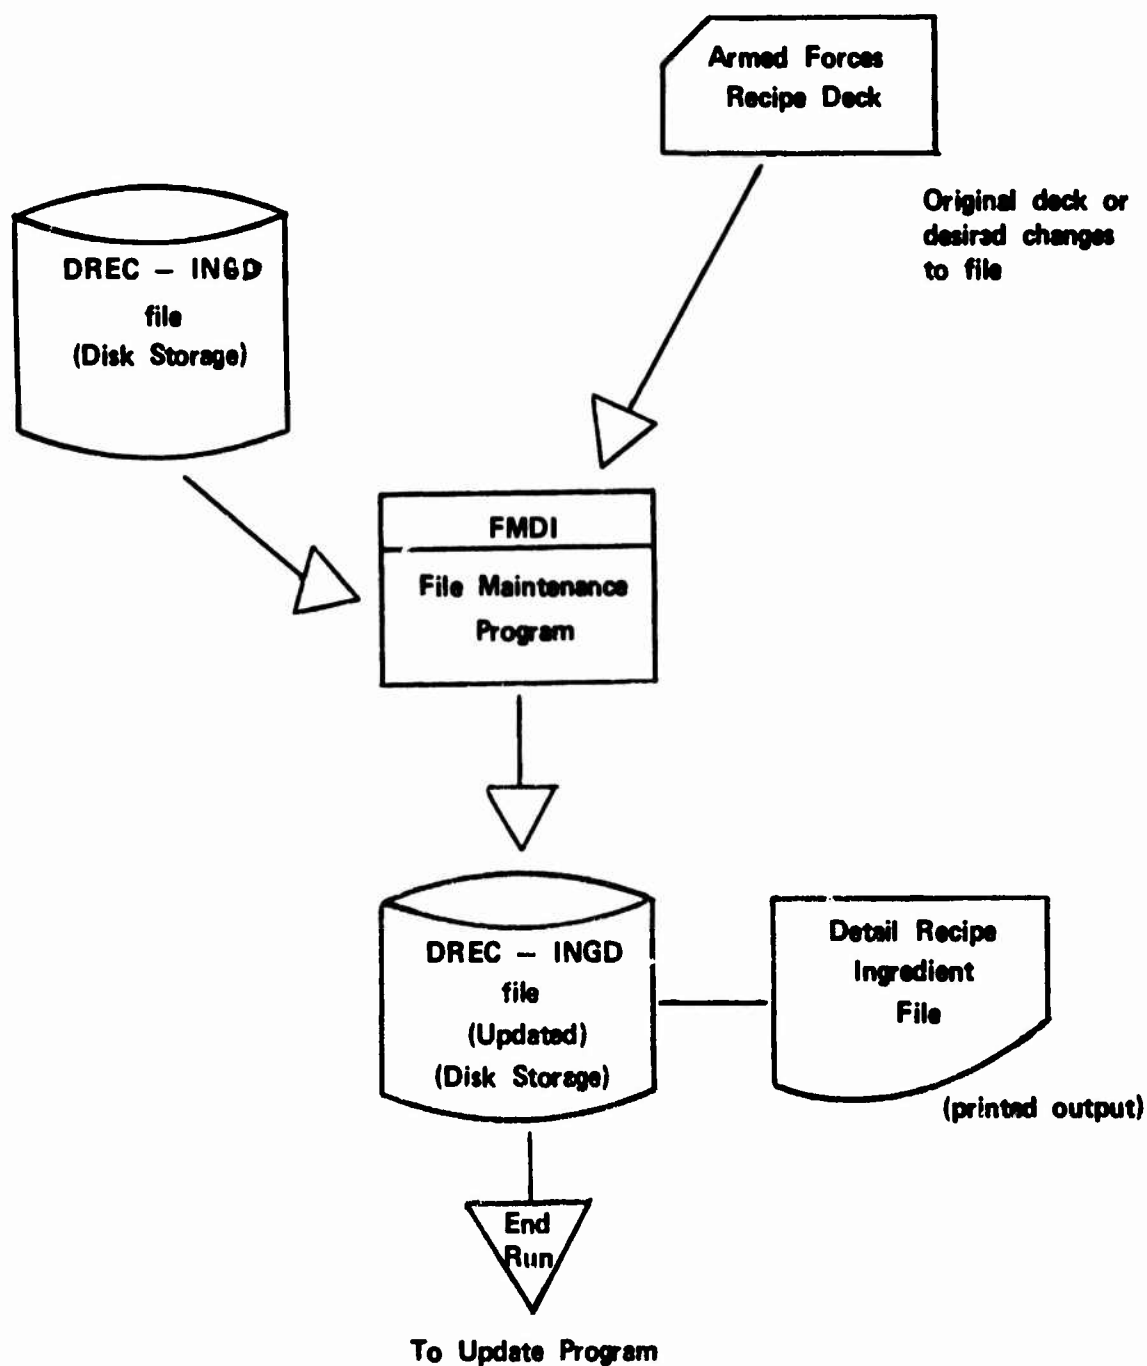 Armed Forces
Recipe Deck
Original deck or
desired changes
to file
DREC – INGD
file
(Disk Storage)
FMDI
File Maintenance
Program
DREC – INGD
file
(Updated)
(Disk Storage)
Detail Recipe
Ingredient
File
(printed output)
End
Run
To Update Program